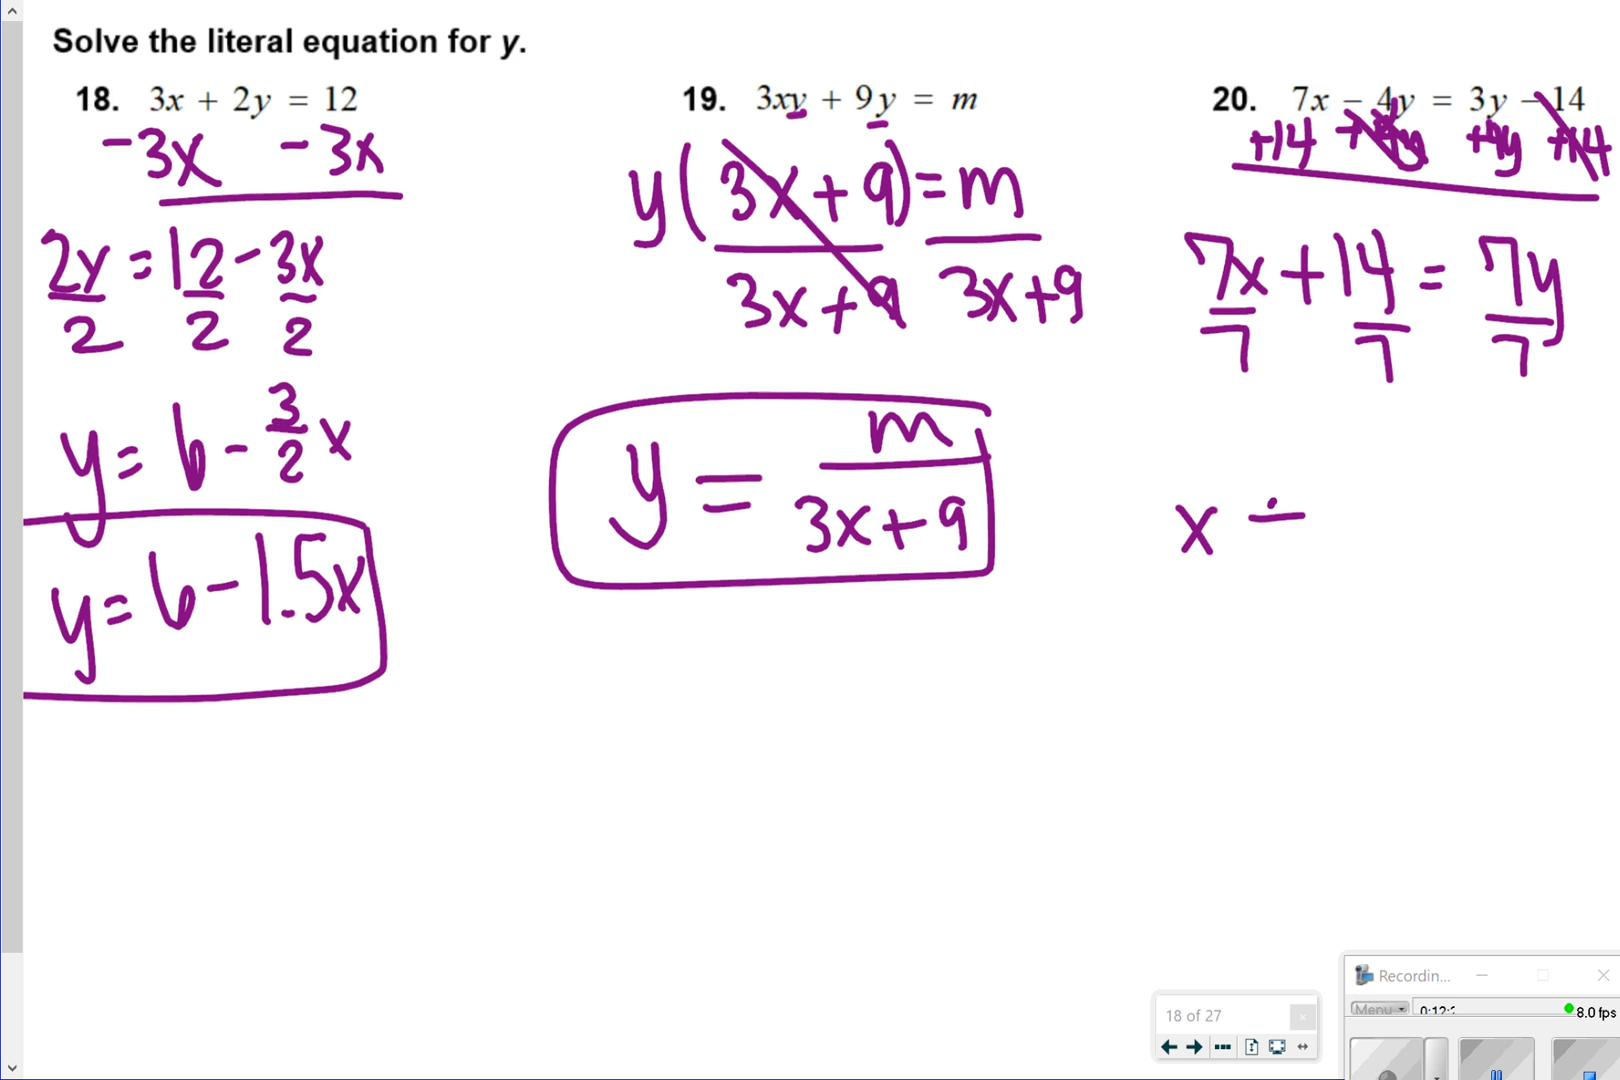 Solve the literal equation for y.
18. 3x + 2y = 12
-3x -3x
2y = 12 - 3x
2 2 2
y = 6 - 3/2 x
y = 6 - 1.5x
19. 3xy + 9y = m
y(3x + 9) = m
3x + 9 3x + 9
y = m
3x + 9
20. 7x − 4y = 3y − 14
+14 +4y +4y +14
7x + 14 = 7y
7 7 7
x ÷
18 of 27
Recordin...
Menu
8.0 fps